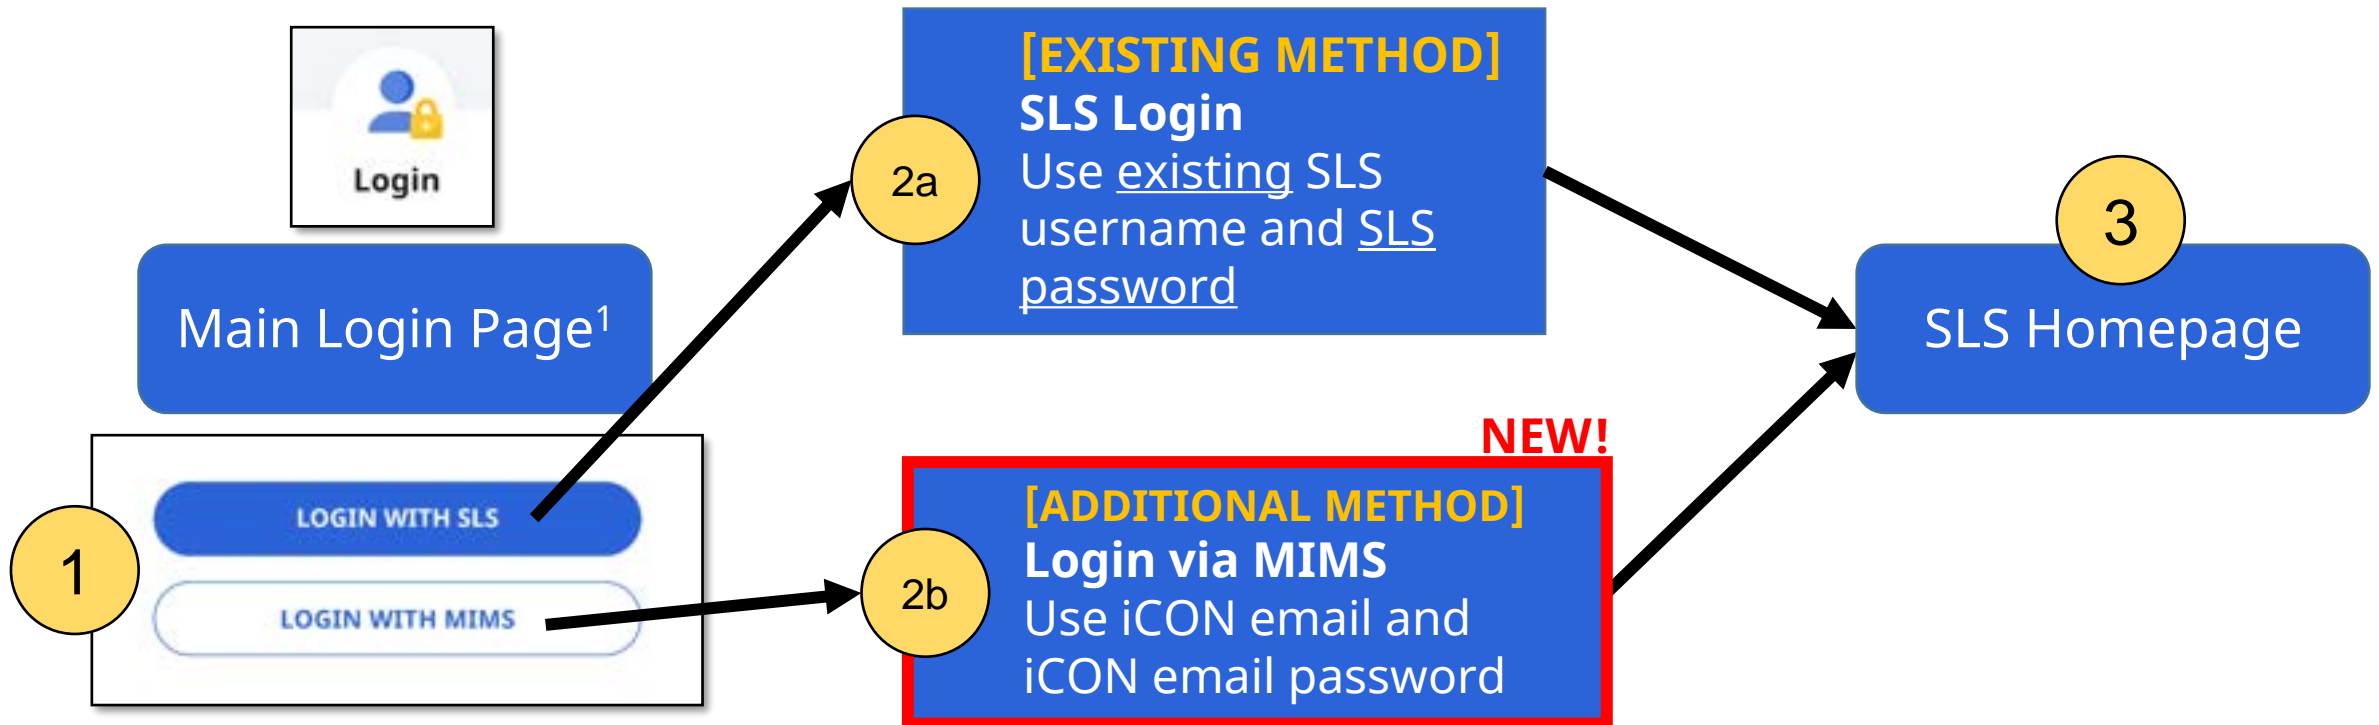 Login
Main Login Page¹
1
LOGIN WITH SLS
LOGIN WITH MIMS
2a
[EXISTING METHOD]
SLS Login
Use existing SLS
username and SLS
password
NEW!
2b
[ADDITIONAL METHOD]
Login via MIMS
Use iCON email and
iCON email password
3
SLS Homepage